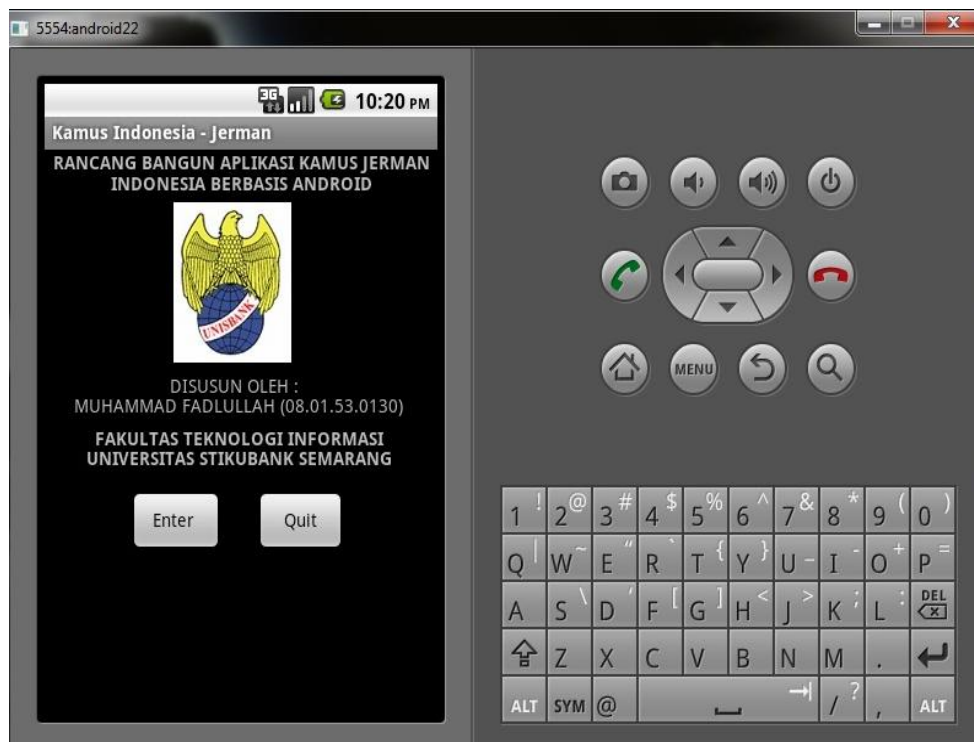 5554:android22
3G 10:20 PM
Kamus Indonesia - Jerman
RANCANG BANGUN APLIKASI KAMUS JERMAN
INDONESIA BERBASIS ANDROID
UNISBANK
DISUSUN OLEH :
MUHAMMAD FADLULLAH (08.01.53.0130)
FAKULTAS TEKNOLOGI INFORMASI
UNIVERSITAS STIKUBANK SEMARANG
Enter Quit
MENU
1 ! 2 @ 3 # 4 $ 5 % 6 ^ 7 & 8 * 9 ( 0 )
Q | W ~ E " R ` T { Y } U _ I - O + P =
A S \ D ' F [ G ] H < J > K ; L : DEL
Z X C V B N M .
ALT SYM @ / ? , ALT